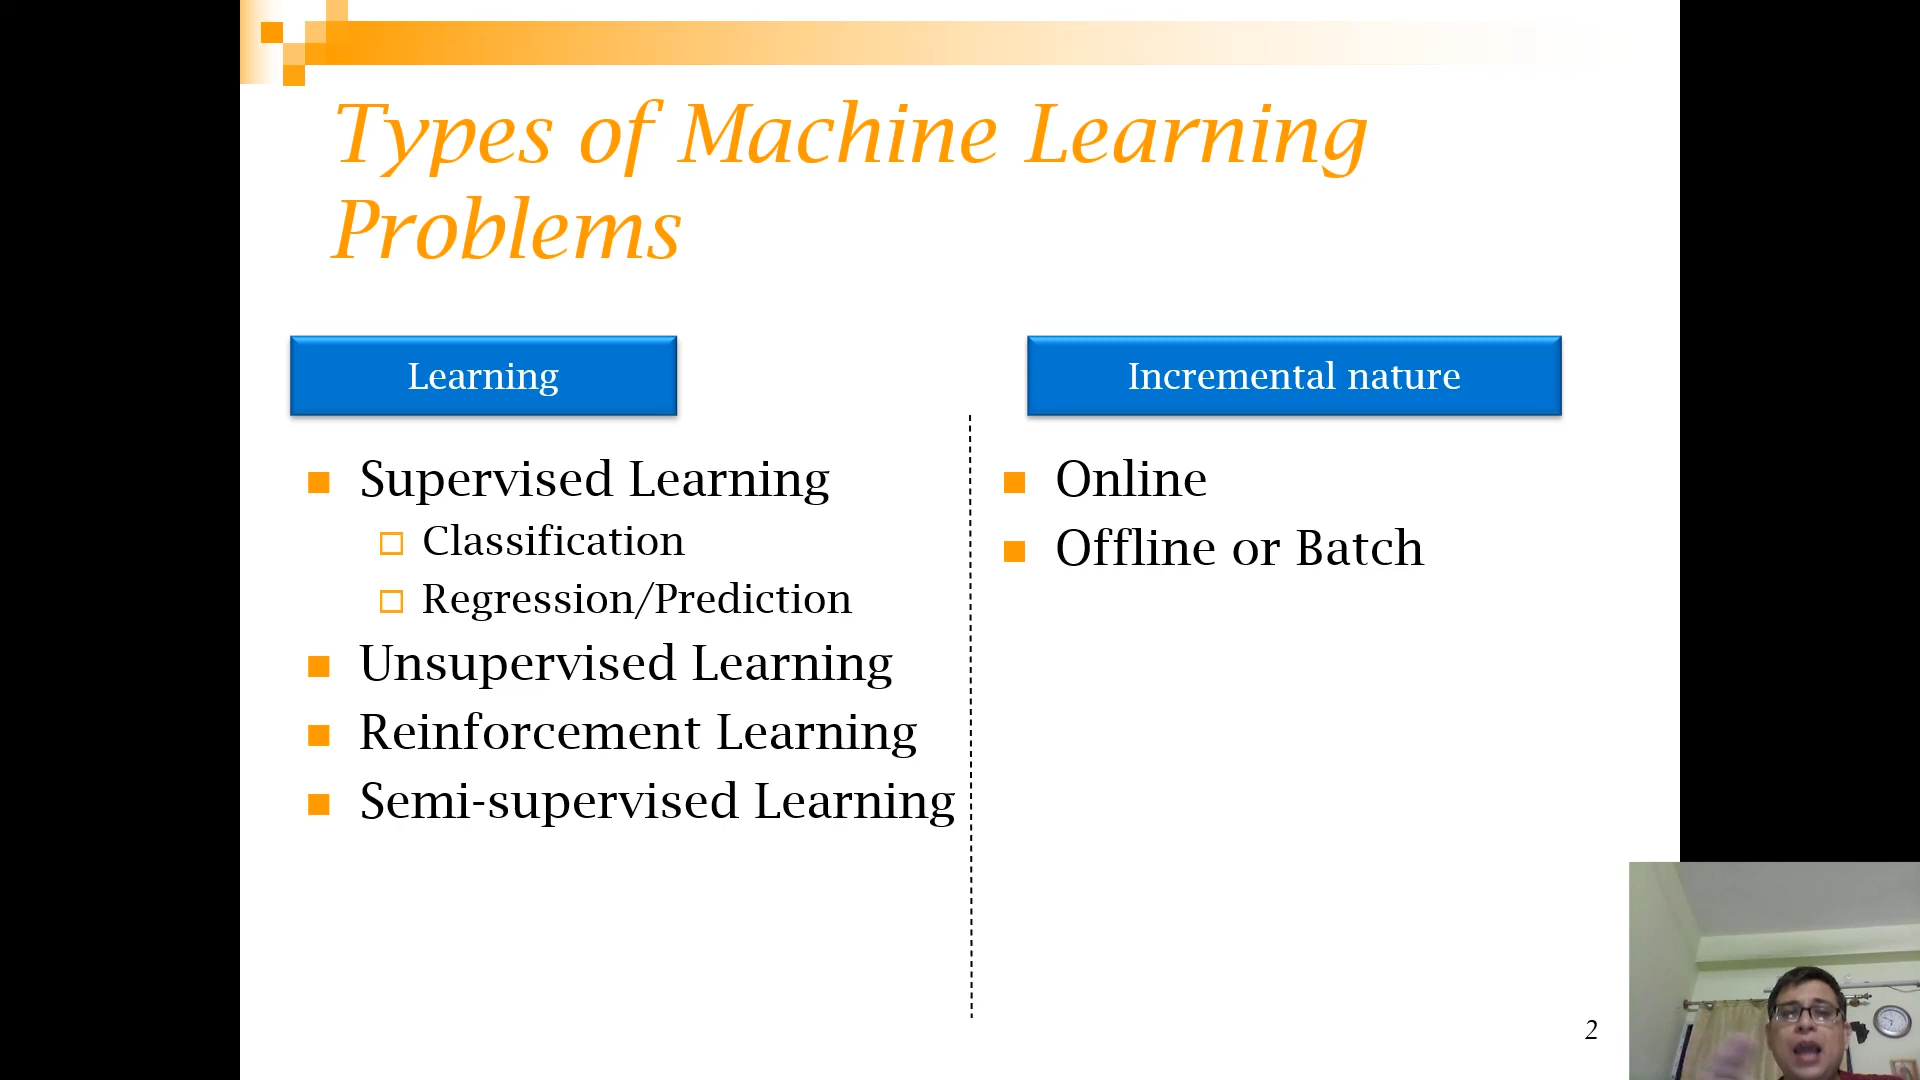 Types of Machine Learning
Problems
Learning
Supervised Learning
Classification
Regression/Prediction
Unsupervised Learning
Reinforcement Learning
Semi-supervised Learning
Incremental nature
Online
Offline or Batch
2